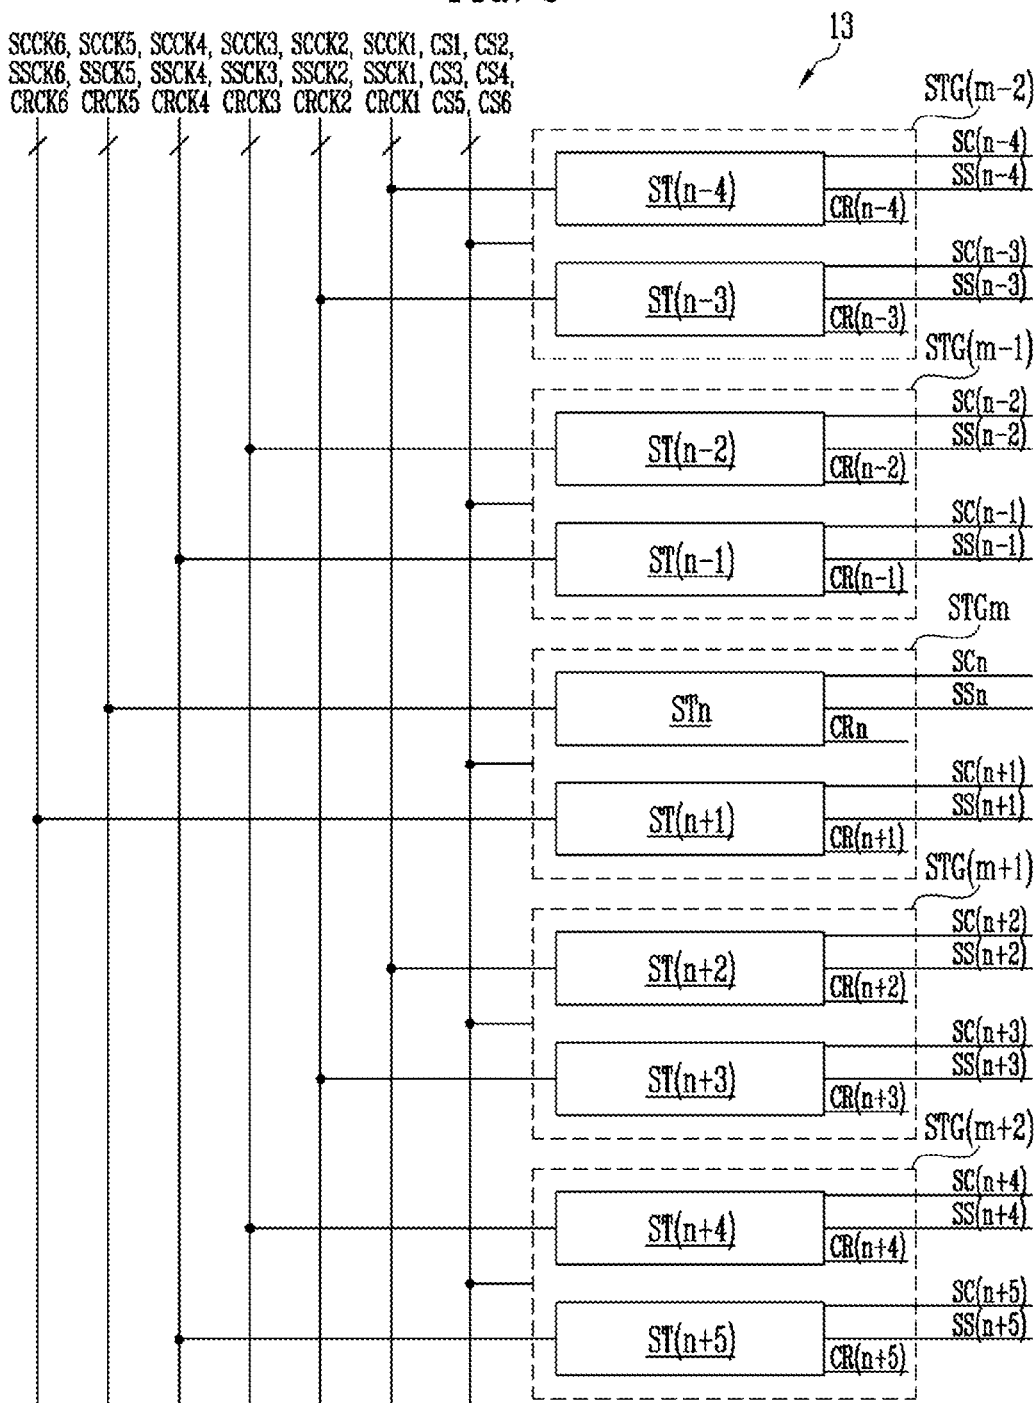 13
SCCK6, SCCK5, SCCK4, SCCK3, SCCK2, SCCK1, CS1, CS2,
SSCK6, SSCK5, SSCK4, SSCK3, SSCK2, SSCK1, CS3, CS4,
CRCK6 CRCK5 CRCK4 CRCK3 CRCK2 CRCK1 CS5, CS6
STG(m-2)
SC(n-4)
ST(n-4)
SS(n-4)
CR(n-4)
SC(n-3)
ST(n-3)
SS(n-3)
CR(n-3)
STG(m-1)
SC(n-2)
ST(n-2)
SS(n-2)
CR(n-2)
SC(n-1)
ST(n-1)
SS(n-1)
CR(n-1)
STGm
SCn
STn
SSn
CRn
SC(n+1)
ST(n+1)
SS(n+1)
CR(n+1)
STG(m+1)
SC(n+2)
ST(n+2)
SS(n+2)
CR(n+2)
SC(n+3)
ST(n+3)
SS(n+3)
CR(n+3)
STG(m+2)
SC(n+4)
ST(n+4)
SS(n+4)
CR(n+4)
SC(n+5)
ST(n+5)
SS(n+5)
CR(n+5)